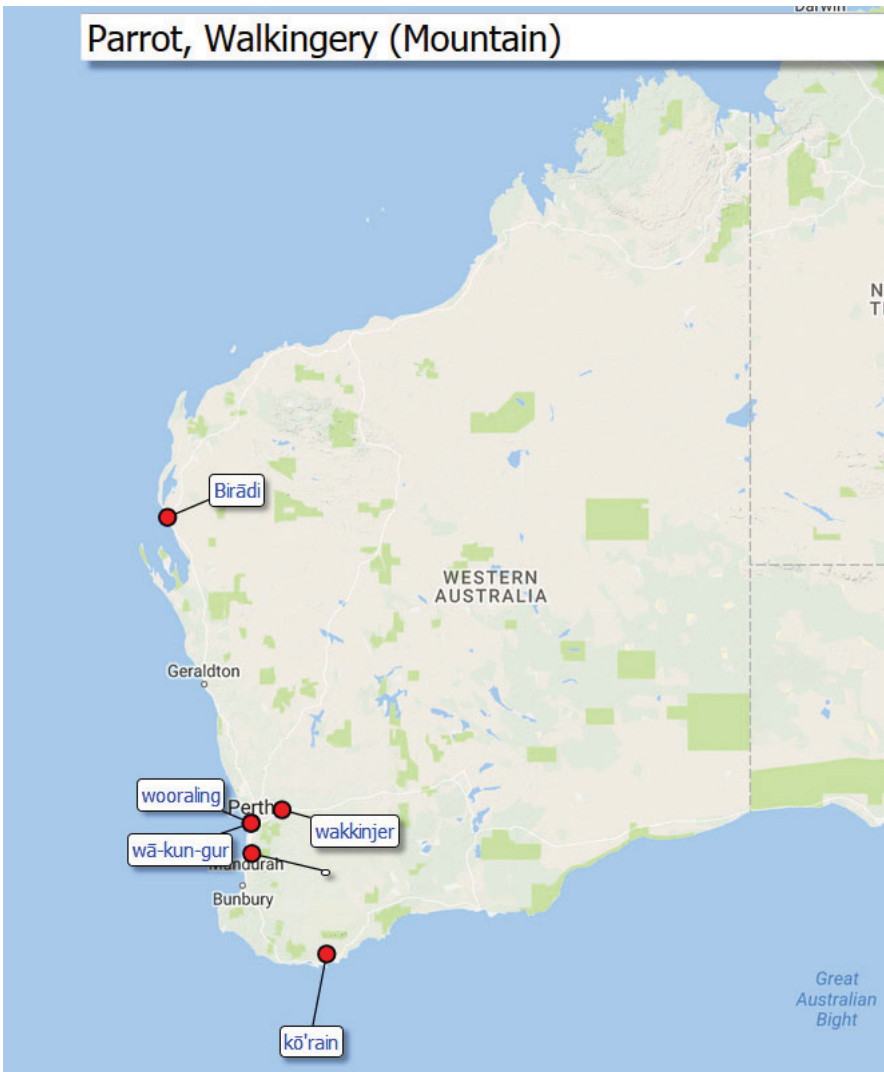 Darwin
Parrot, Walkingery (Mountain)
N
Birādi
WESTERN
AUSTRALIA
Geraldton
wooraling
Perth
wakkinjer
wā-kun-gur
Mandurah
Bunbury
kō'rain
Great
Australian
Bight